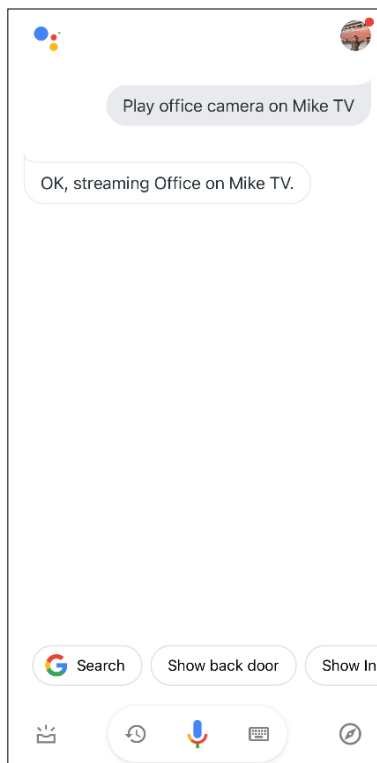 Play office camera on Mike TV
OK, streaming Office on Mike TV.
Search
Show back door
Show In